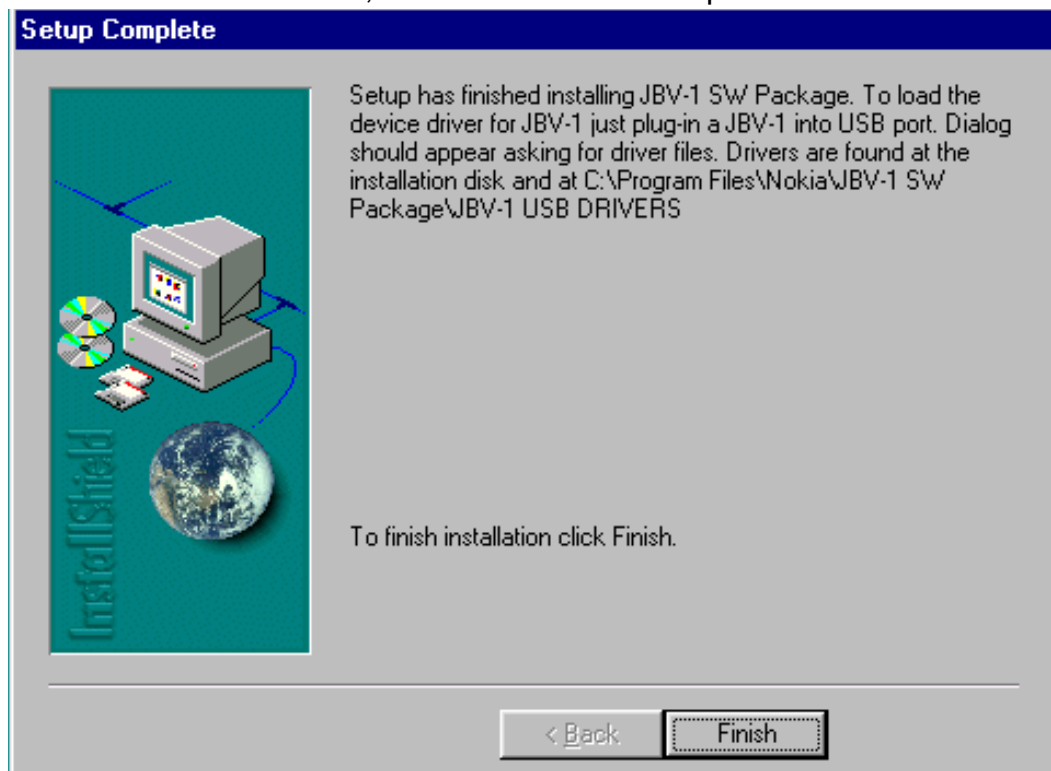 Setup Complete
Setup has finished installing JBV-1 SW Package. To load the
device driver for JBV-1 just plug-in a JBV-1 into USB port. Dialog
should appear asking for driver files. Drivers are found at the
installation disk and at C:\Program Files\Nokia\JBV-1 SW
Package\JBV-1 USB DRIVERS
InstallShield
To finish installation click Finish.
< Back
Finish